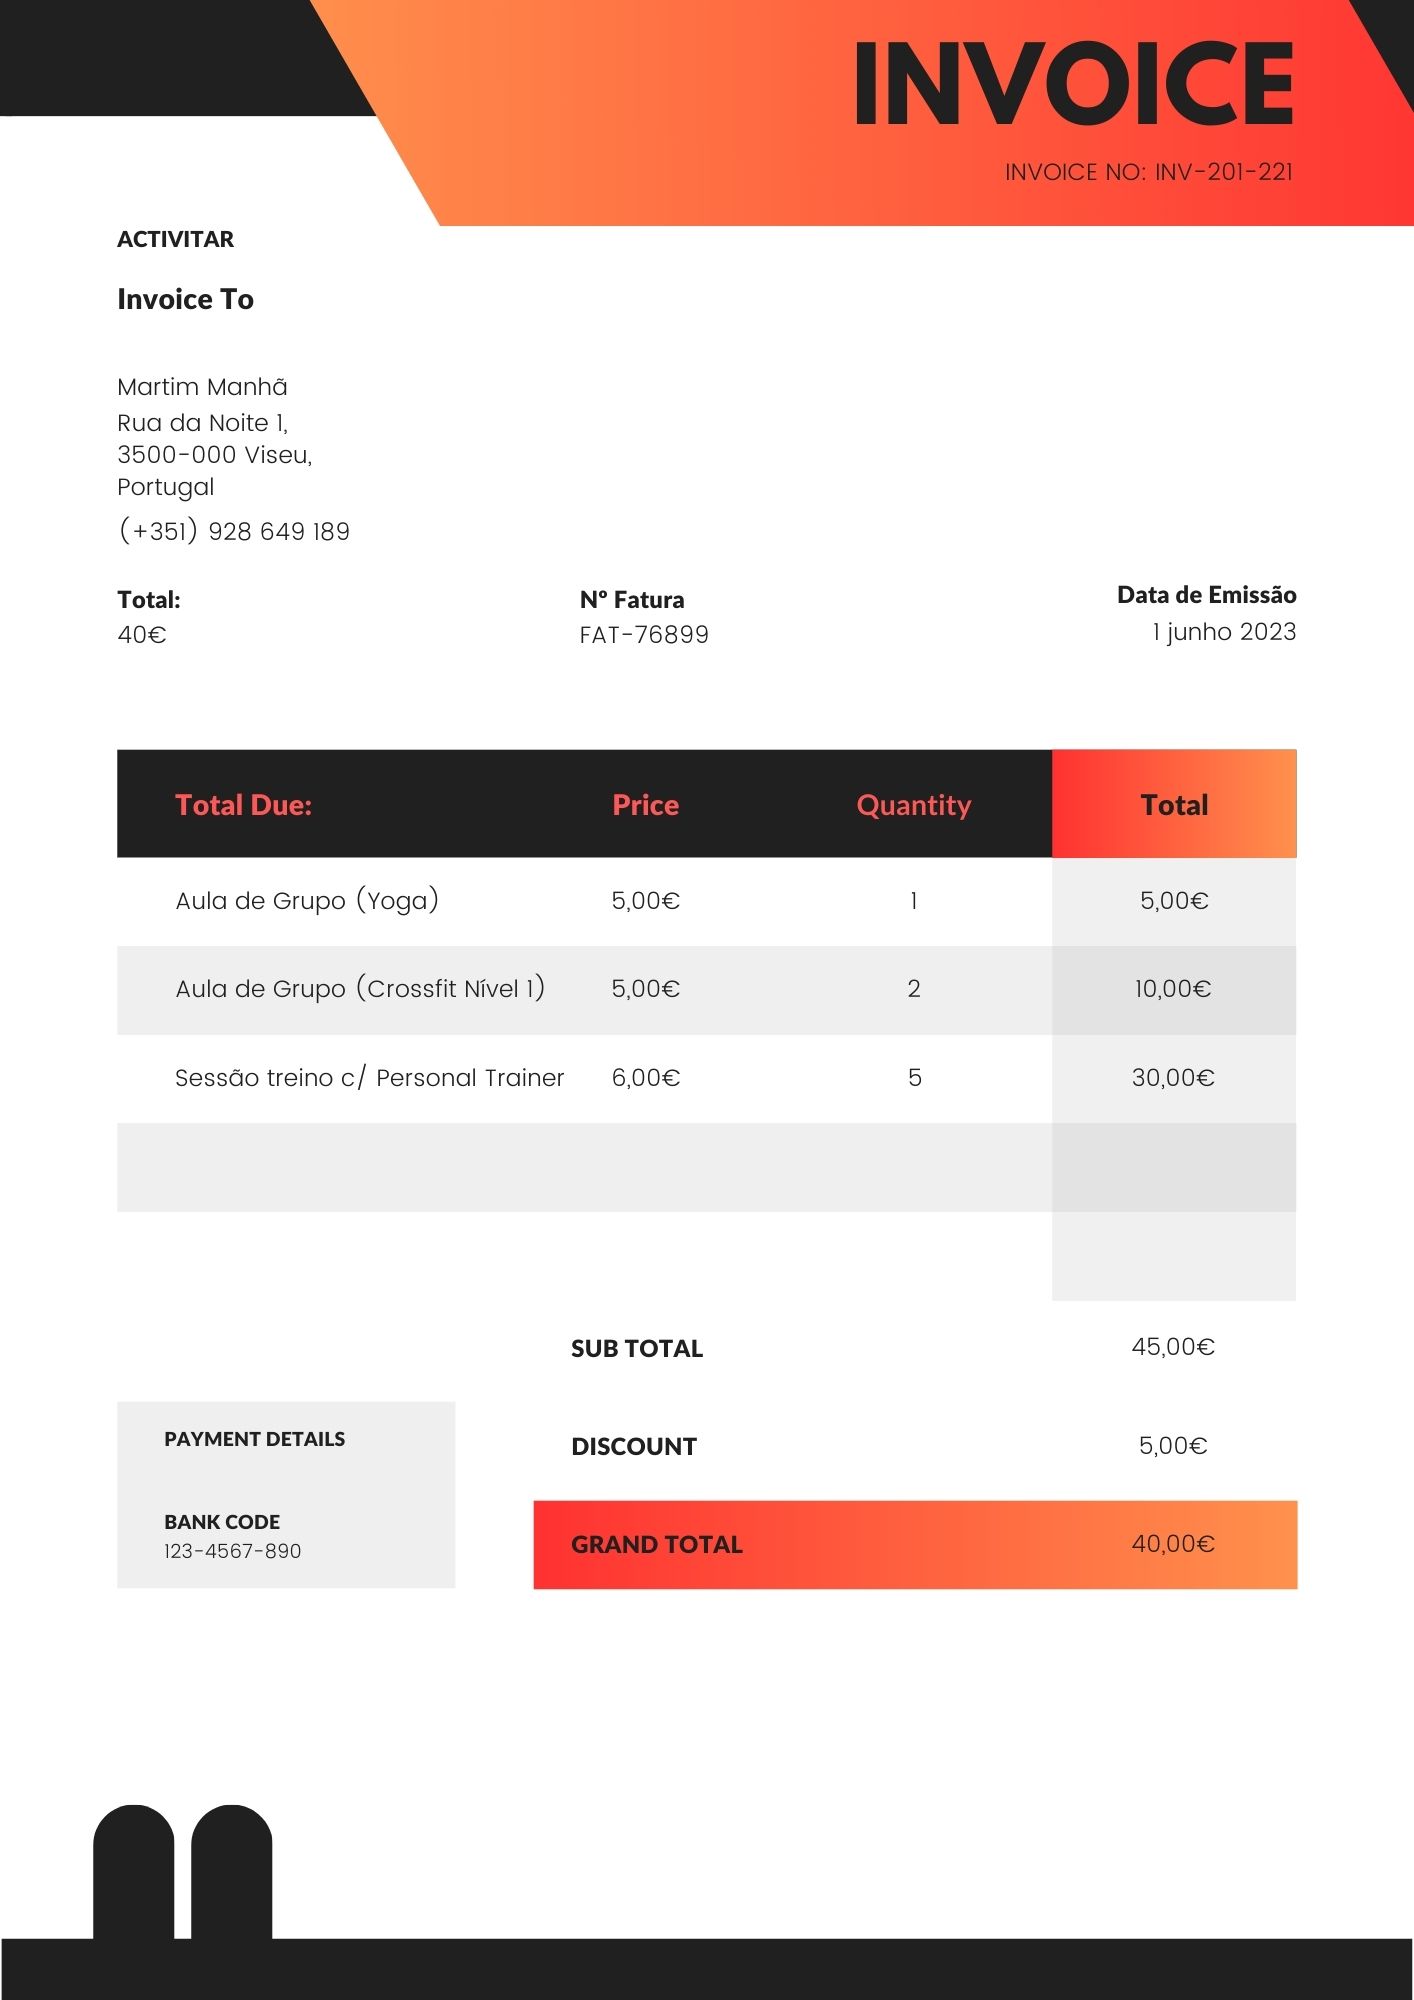 INVOICE
INVOICE NO: INV-201-221
ACTIVITAR
Invoice To
Martim Manhã
Rua da Noite 1,
3500-000 Viseu,
Portugal
(+351) 928 649 189
Total:
40€
Nº Fatura
FAT-76899
Data de Emissão
1 junho 2023
Total Due: Price Quantity Total
Aula de Grupo (Yoga) 5,00€ 1 5,00€
Aula de Grupo (Crossfit Nível 1) 5,00€ 2 10,00€
Sessão treino c/ Personal Trainer 6,00€ 5 30,00€
SUB TOTAL 45,00€
DISCOUNT 5,00€
GRAND TOTAL 40,00€
PAYMENT DETAILS
BANK CODE
123-4567-890